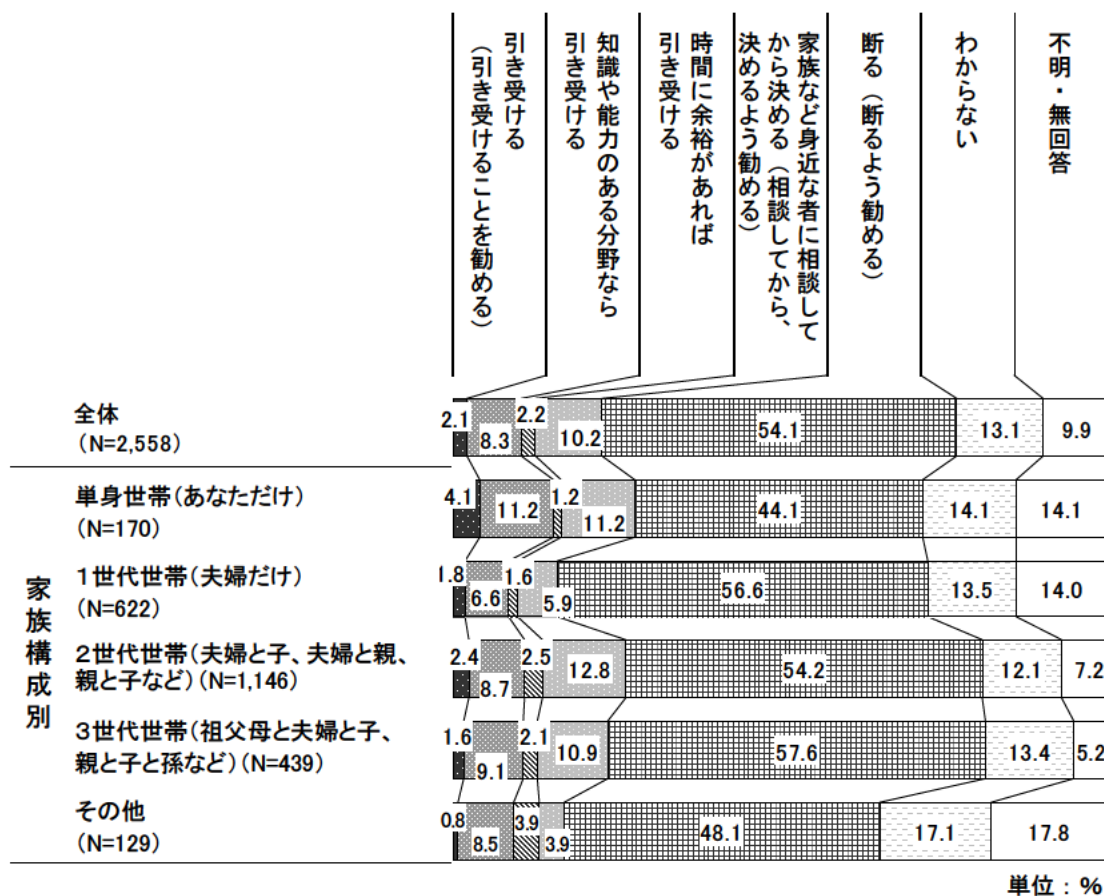 引き受ける
（引き受けることを勧める）
知識や能力のある分野なら
引き受ける
時間に余裕があれば
引き受ける
家族など身近な者に相談して
から決める（相談してから、
決めるよう勧める）
断る（断るよう勧める）
わからない
不明・無回答
全体
（N=2,558）
2.1 8.3 2.2 10.2 54.1 13.1 9.9
家族構成別
単身世帯（あなただけ）
（N=170）
4.1 11.2 1.2 11.2 44.1 14.1 14.1
１世代世帯（夫婦だけ）
（N=622）
1.8 6.6 1.6 5.9 56.6 13.5 14.0
２世代世帯（夫婦と子、夫婦と親、
親と子など）（N=1,146）
2.4 8.7 2.5 12.8 54.2 12.1 7.2
３世代世帯（祖父母と夫婦と子、
親と子と孫など）（N=439）
1.6 9.1 2.1 10.9 57.6 13.4 5.2
その他
（N=129）
0.8 8.5 3.9 3.9 48.1 17.1 17.8
単位：％